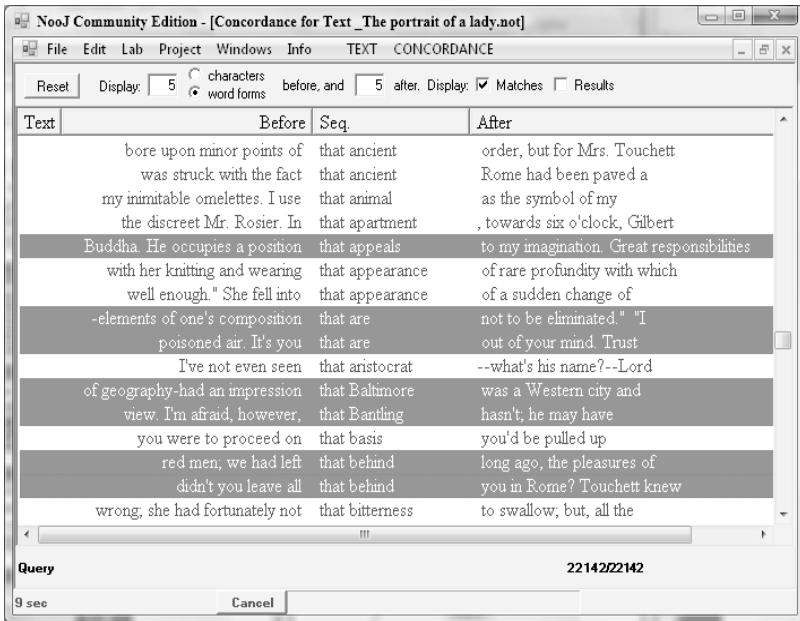 NooJ Community Edition - [Concordance for Text _The portrait of a lady.not]
File Edit Lab Project Windows Info TEXT CONCORDANCE
Reset Display: 5 characters word forms before, and 5 after. Display: Matches Results
Text Before Seq. After
bore upon minor points of that ancient order, but for Mrs. Touchett
was struck with the fact that ancient Rome had been paved a
my inimitable omelettes. I use that animal as the symbol of my
the discreet Mr. Rosier. In that apartment , towards six o'clock, Gilbert
Buddha. He occupies a position that appeals to my imagination. Great responsibilities
with her knitting and wearing that appearance of rare profundity with which
well enough." She fell into that appearance of a sudden change of
-elements of one's composition that are not to be eliminated." "I
poisoned air. It's you that are out of your mind. Trust
I've not even seen that aristocrat --what's his name?--Lord
of geography-had an impression that Baltimore was a Western city and
view. I'm afraid, however, that Bantling hasn't; he may have
you were to proceed on that basis you'd be pulled up
red men; we had left that behind long ago, the pleasures of
didn't you leave all that behind you in Rome? Touchett knew
wrong; she had fortunately not that bitterness to swallow; but, all the
Query 22142/22142
9 sec Cancel